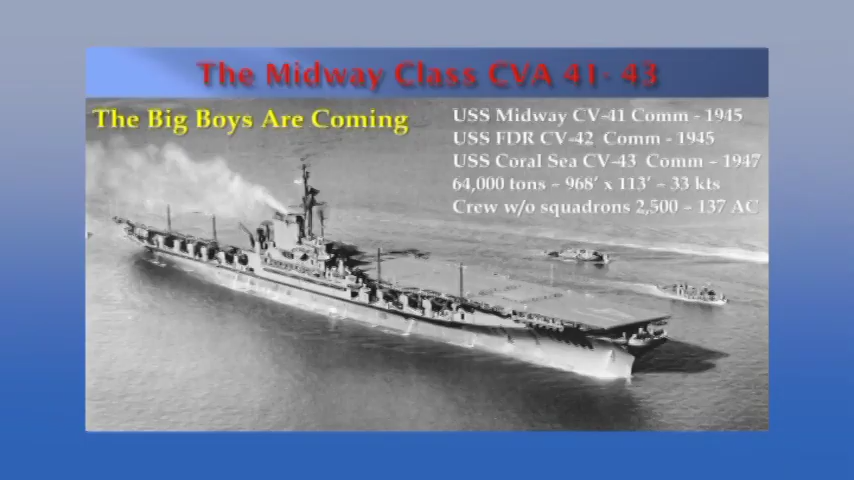 The Midway Class CVA 41- 43
The Big Boys Are Coming
USS Midway CV-41 Comm - 1945
USS FDR CV-42 Comm - 1945
USS Coral Sea CV-43 Comm – 1947
64,000 tons – 968’ x 113’ – 33 kts
Crew w/o squadrons 2,500 – 137 AC